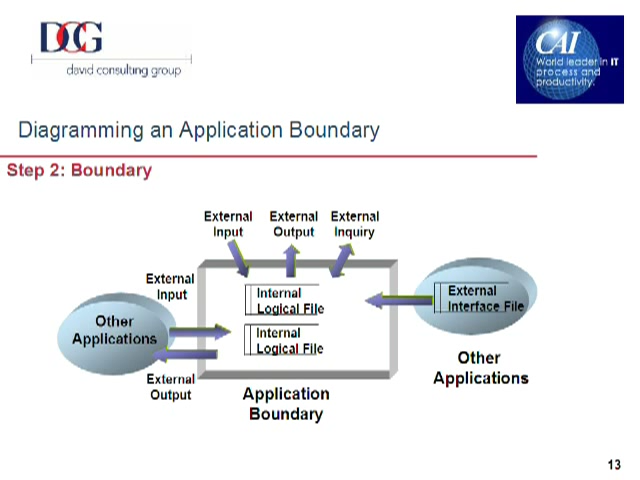 DCG
david consulting group
CAI
World leader in IT
process and
productivity.
Diagramming an Application Boundary
Step 2: Boundary
External
Input
External
Output
External
Inquiry
External
Input
Internal
Logical File
Internal
Logical File
External
Interface File
Other
Applications
Other
Applications
External
Output
Application
Boundary
13